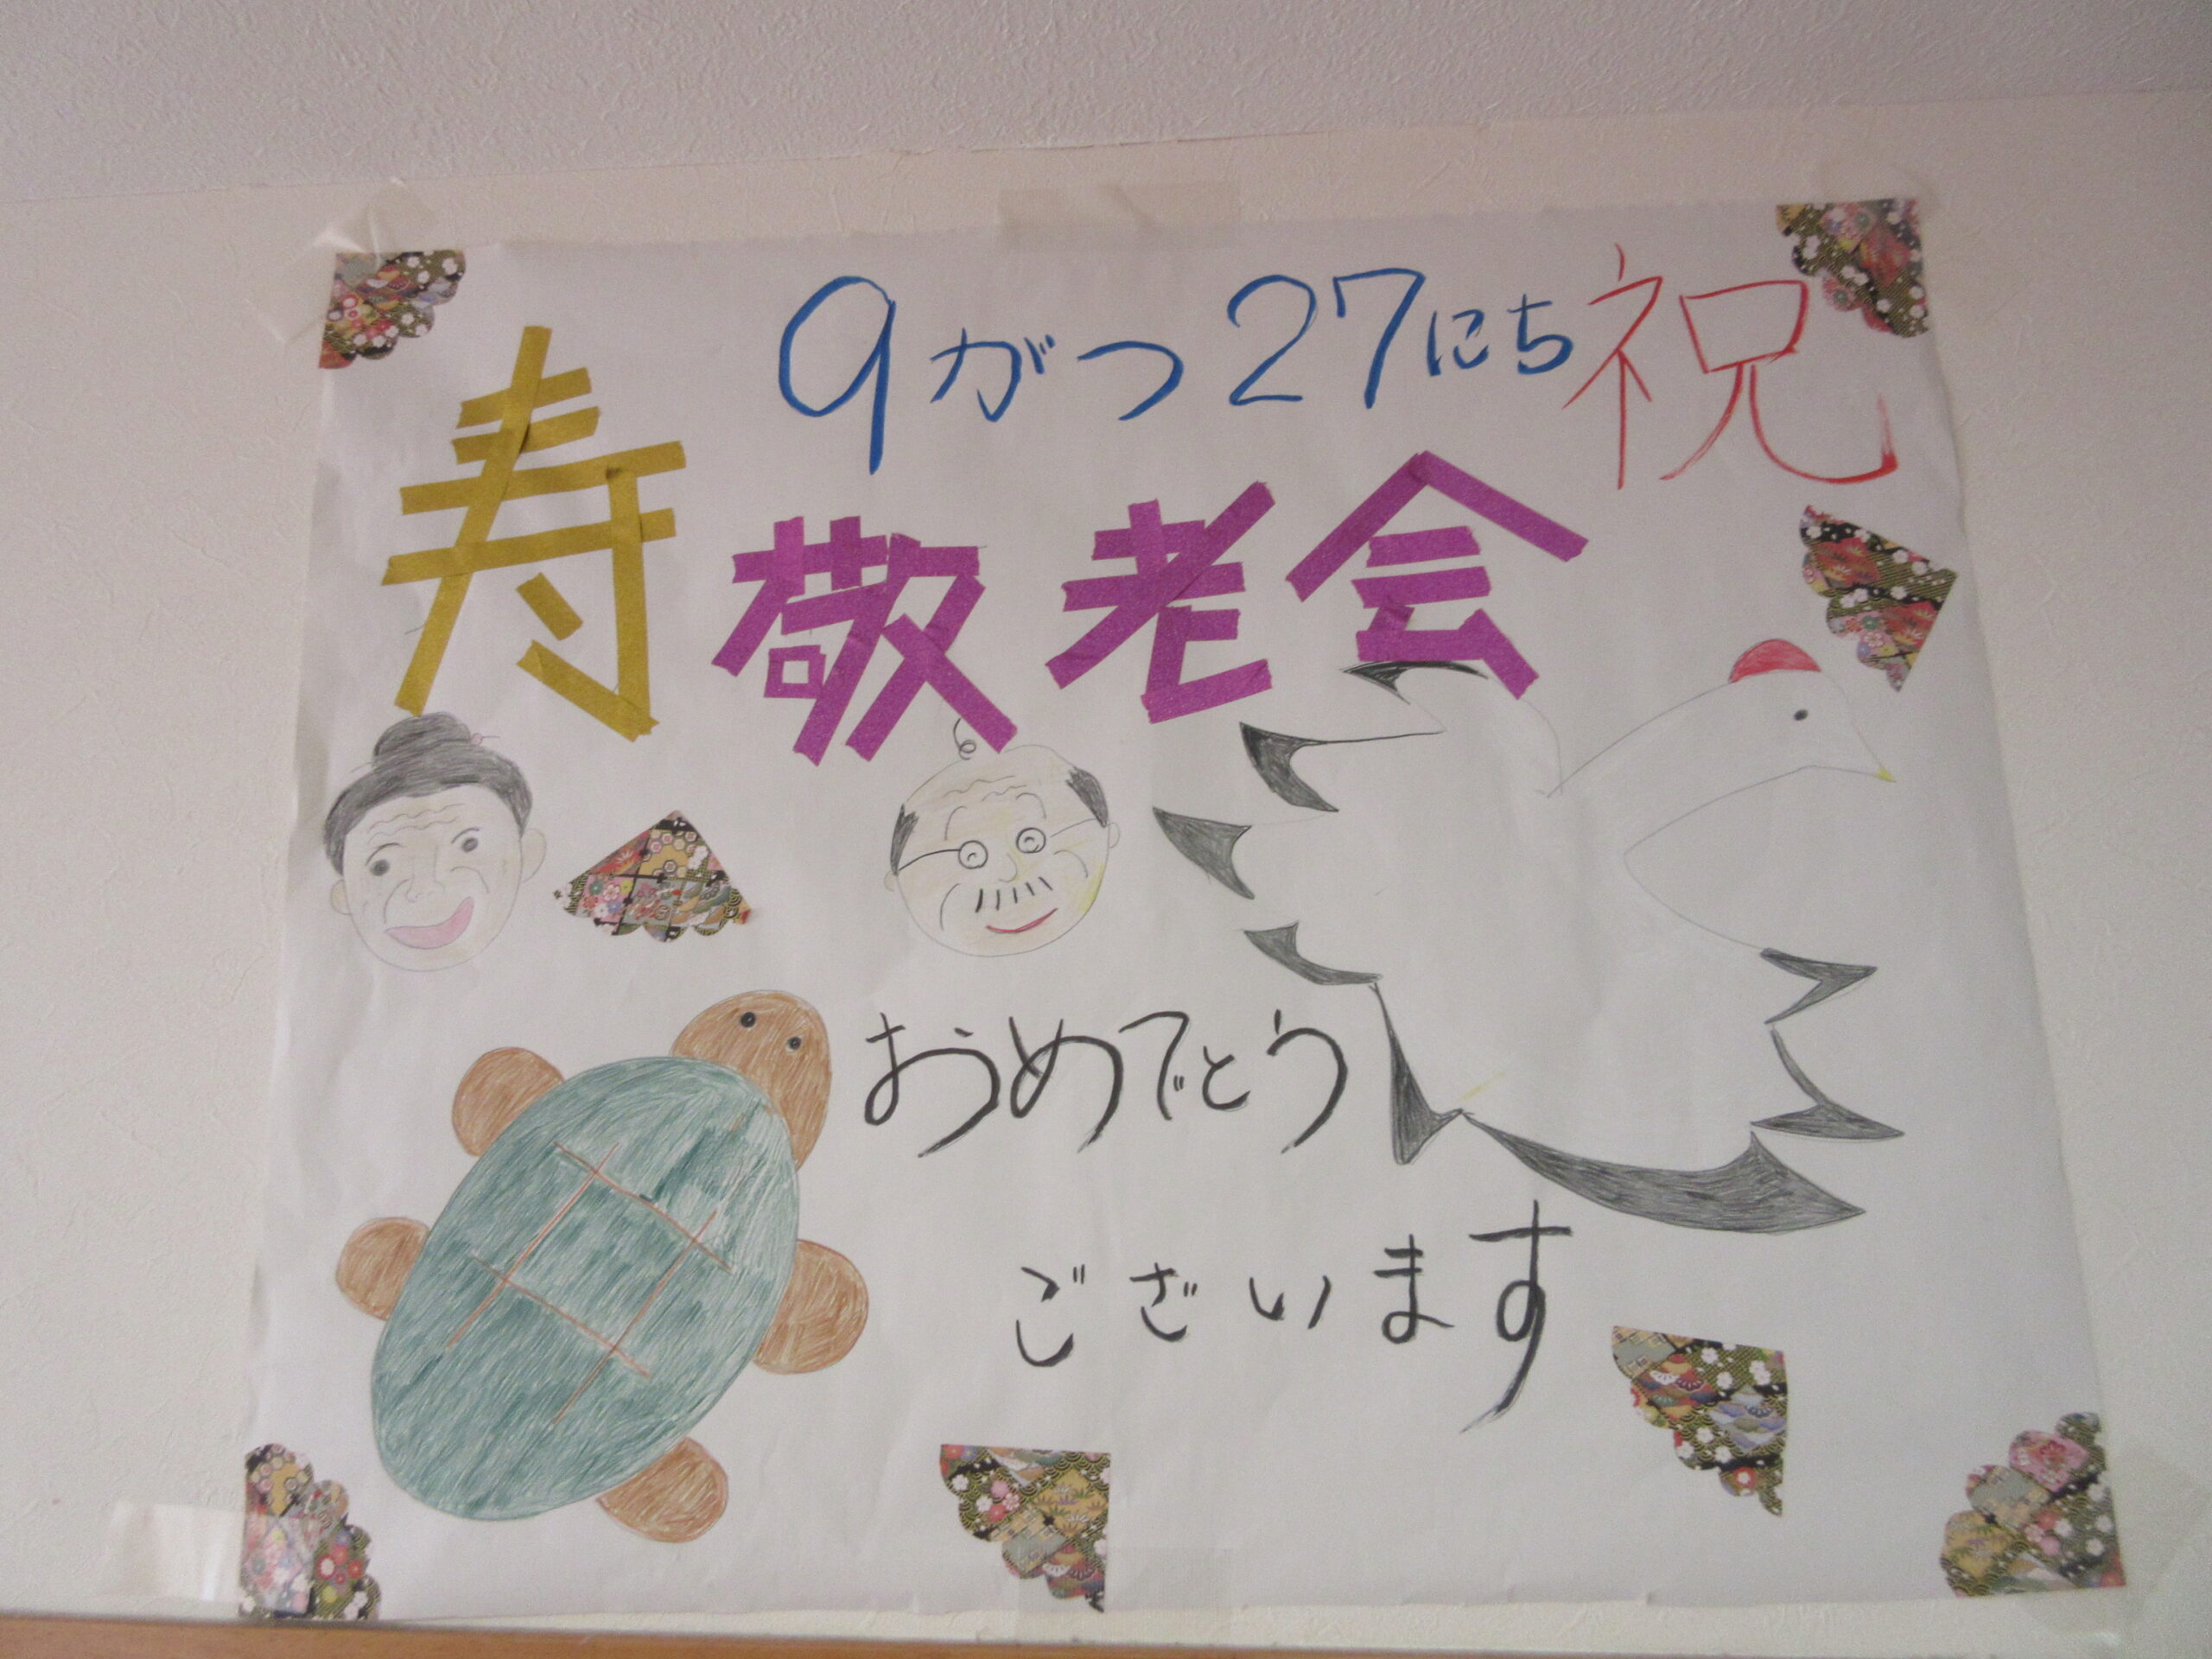 9がつ27にち 祝
寿 敬老会
おめでとう
ございます